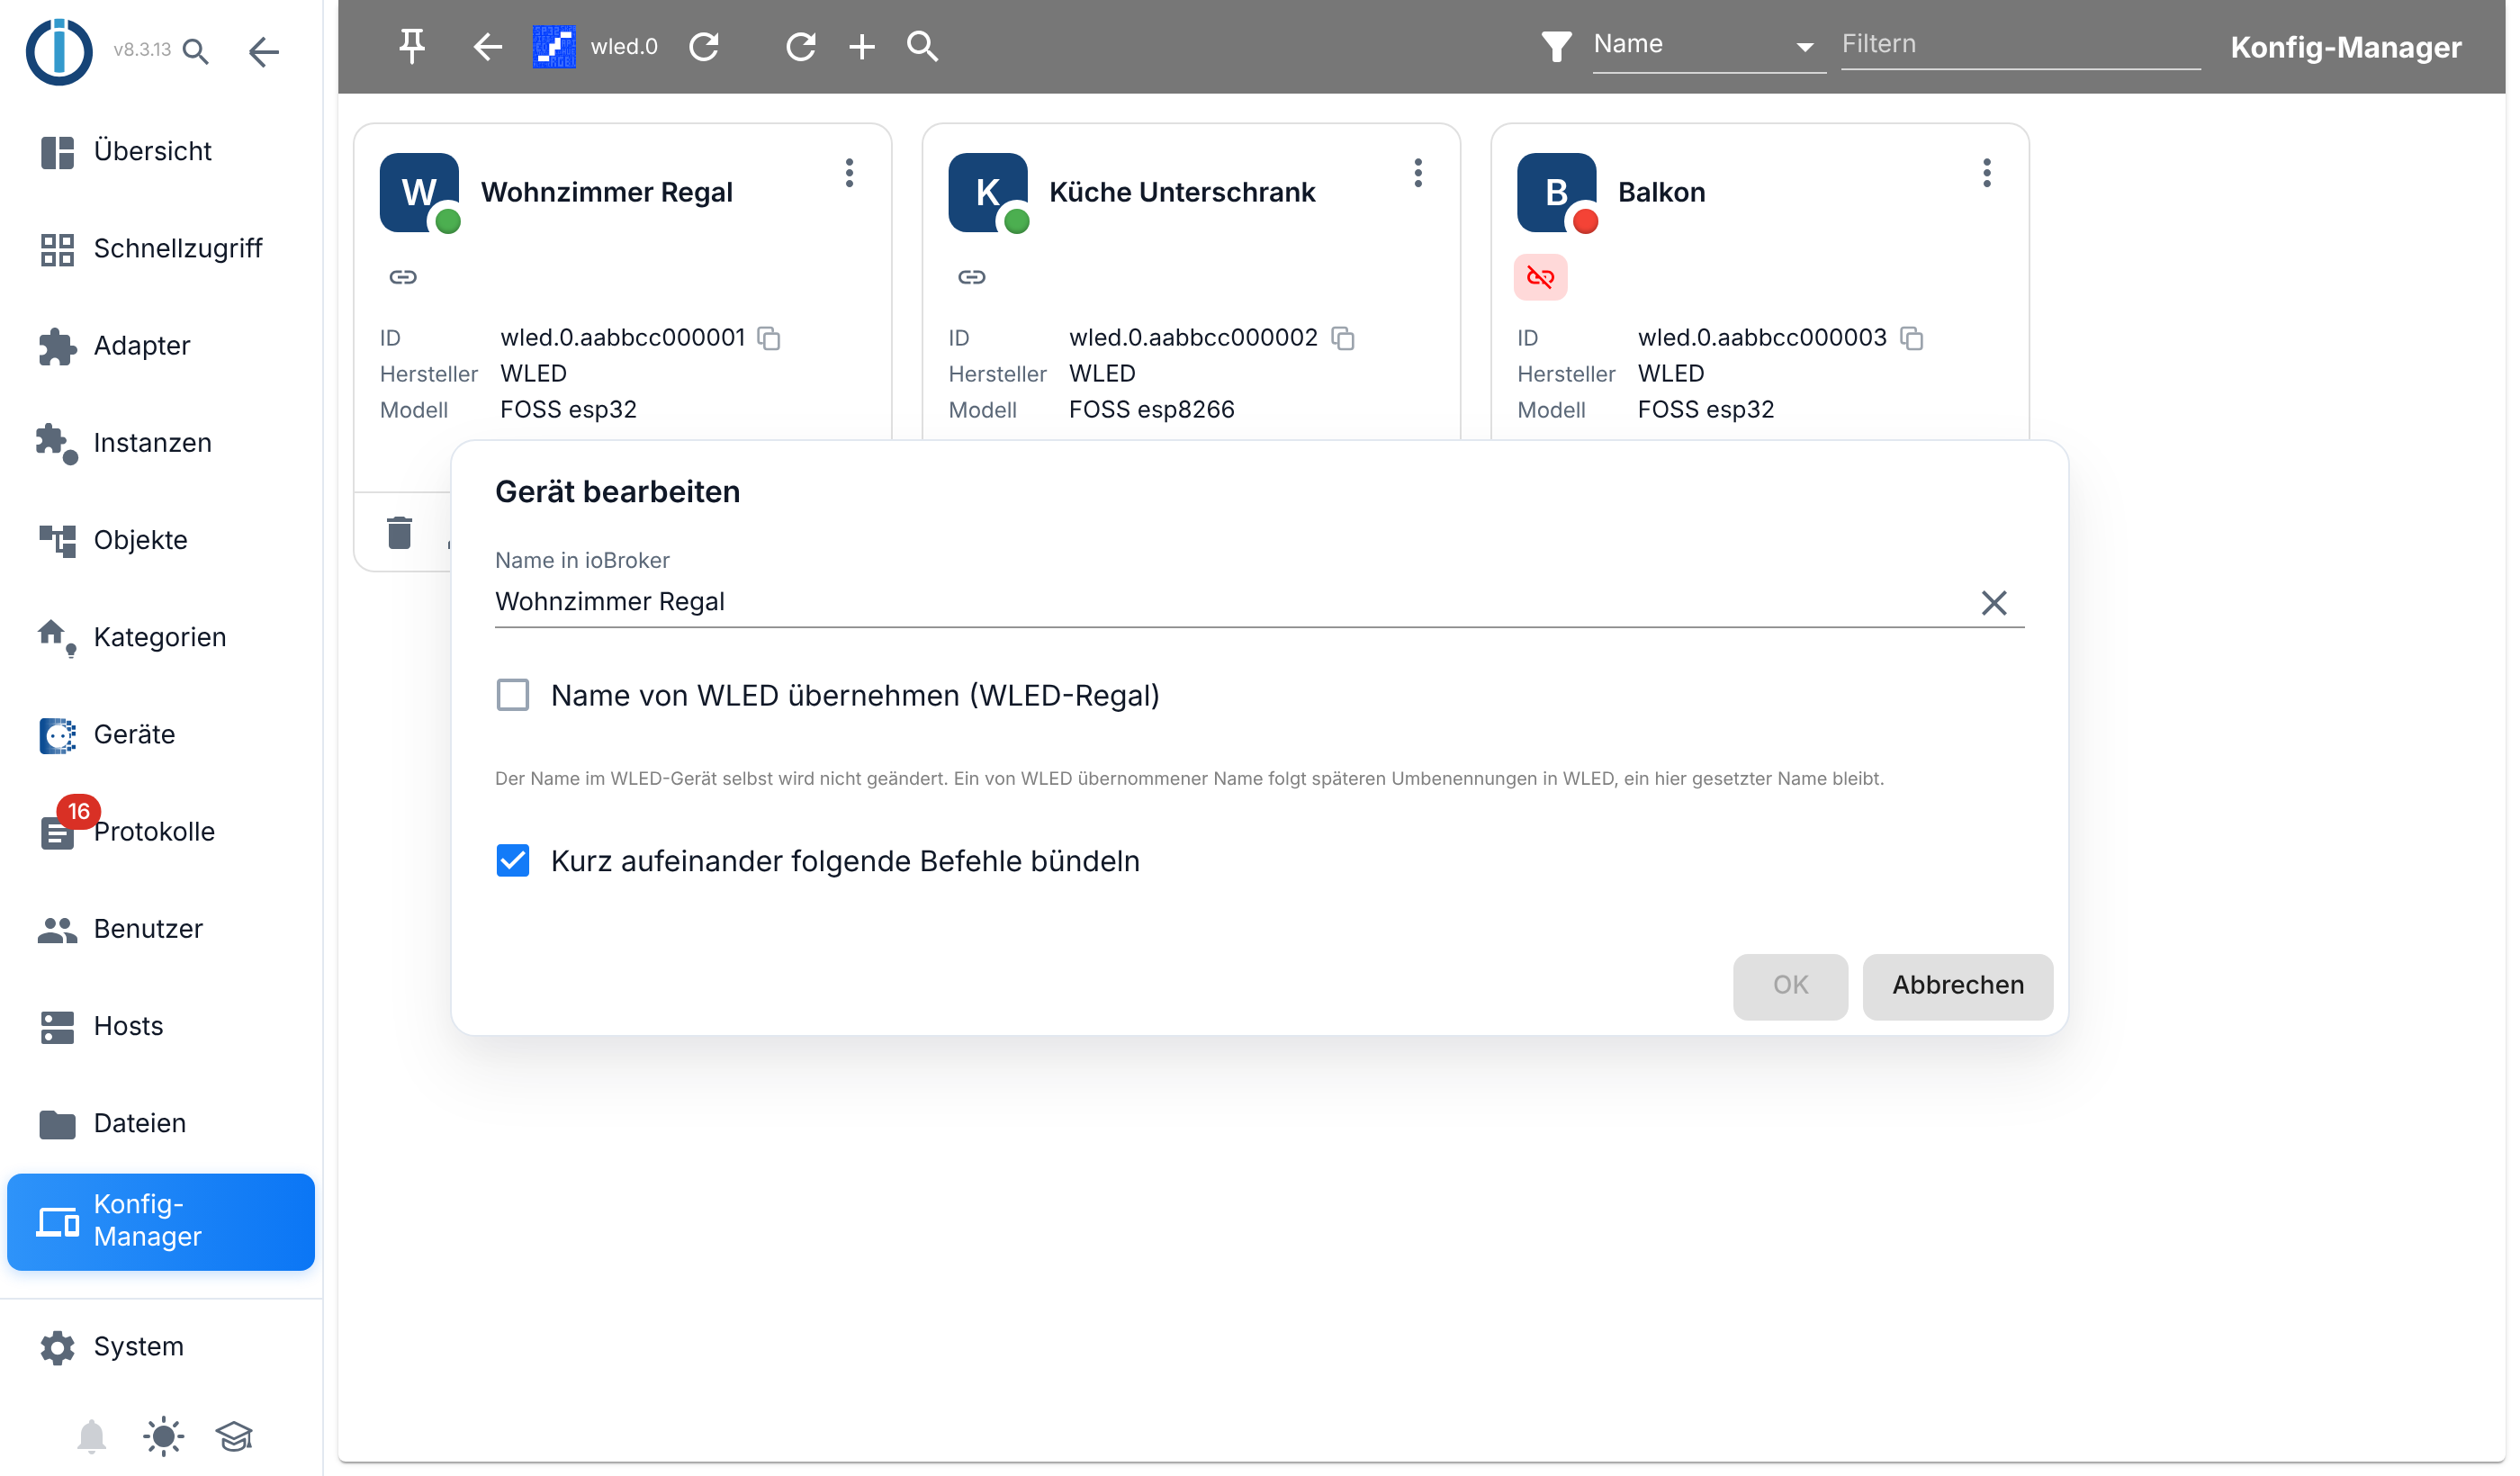 v8.3.13
wled.0
Name
Filtern
Konfig-Manager
Übersicht
Schnellzugriff
Adapter
Instanzen
Objekte
Kategorien
Geräte
16
Protokolle
Benutzer
Hosts
Dateien
Konfig-
Manager
System
W
Wohnzimmer Regal
ID wled.0.aabbcc000001
Hersteller WLED
Modell FOSS esp32
K
Küche Unterschrank
ID wled.0.aabbcc000002
Hersteller WLED
Modell FOSS esp8266
B
Balkon
ID wled.0.aabbcc000003
Hersteller WLED
Modell FOSS esp32
Gerät bearbeiten
Name in ioBroker
Wohnzimmer Regal
Name von WLED übernehmen (WLED-Regal)
Der Name im WLED-Gerät selbst wird nicht geändert. Ein von WLED übernommener Name folgt späteren Umbenennungen in WLED, ein hier gesetzter Name bleibt.
Kurz aufeinander folgende Befehle bündeln
OK
Abbrechen